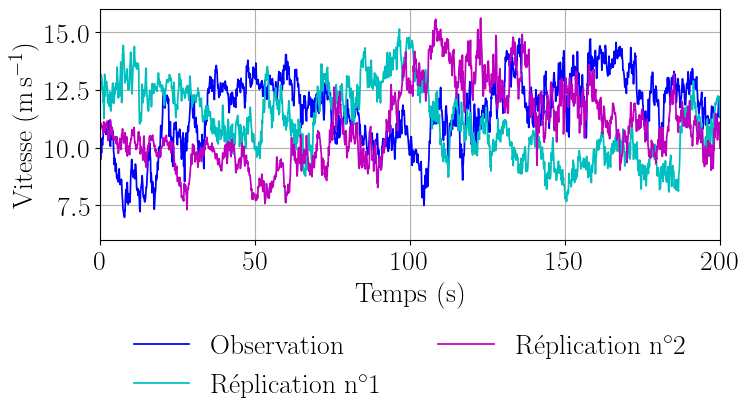 15.0
12.5
10.0
7.5
Vitesse (m s⁻¹)
0 50 100 150 200
Temps (s)
Observation
Réplication n°1
Réplication n°2